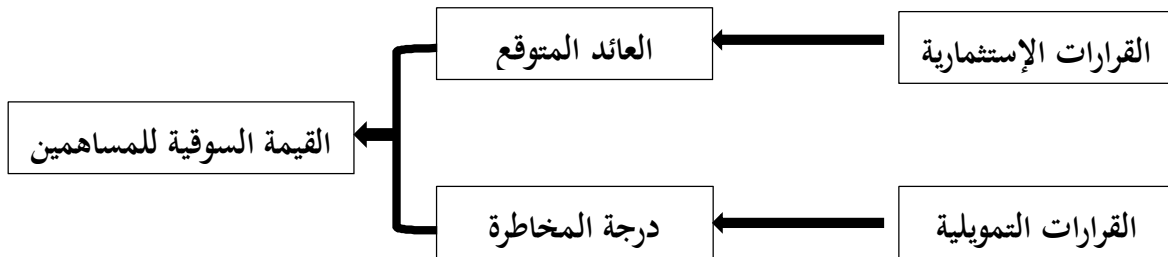 القرارات الإستثمارية
العائد المتوقع
القيمة السوقية للمساهمين
القرارات التمويلية
درجة المخاطرة